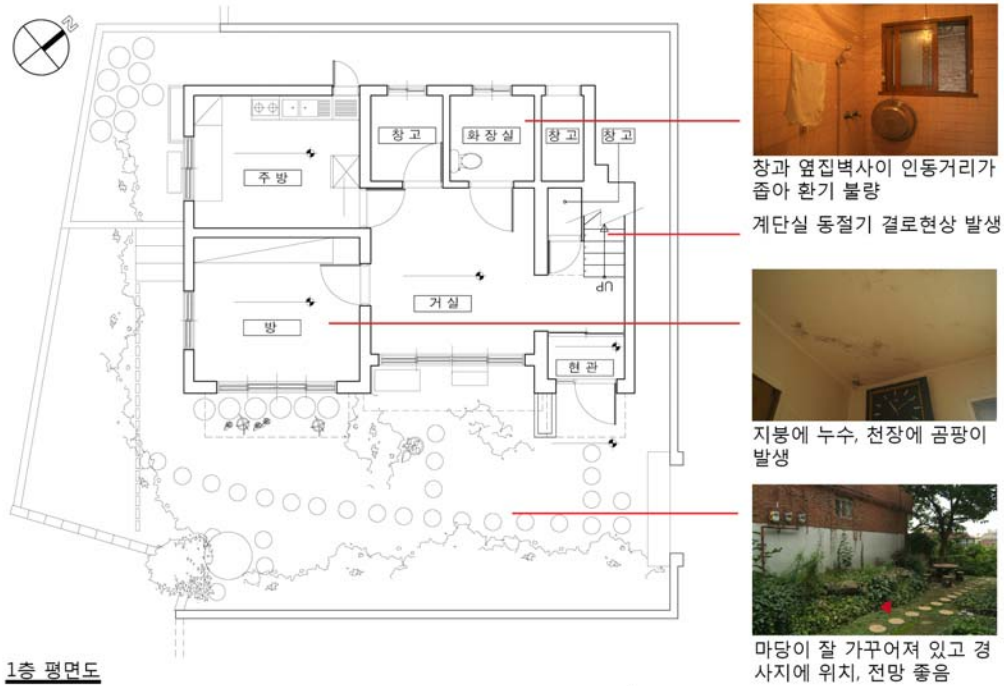 N
창고
화장실
창고
창고
주방
UP
거실
방
현관
창과 옆집벽사이 인동거리가
좁아 환기 불량
계단실 동절기 결로현상 발생
지붕에 누수, 천장에 곰팡이
발생
마당이 잘 가꾸어져 있고 경
사지에 위치, 전망 좋음
1층 평면도